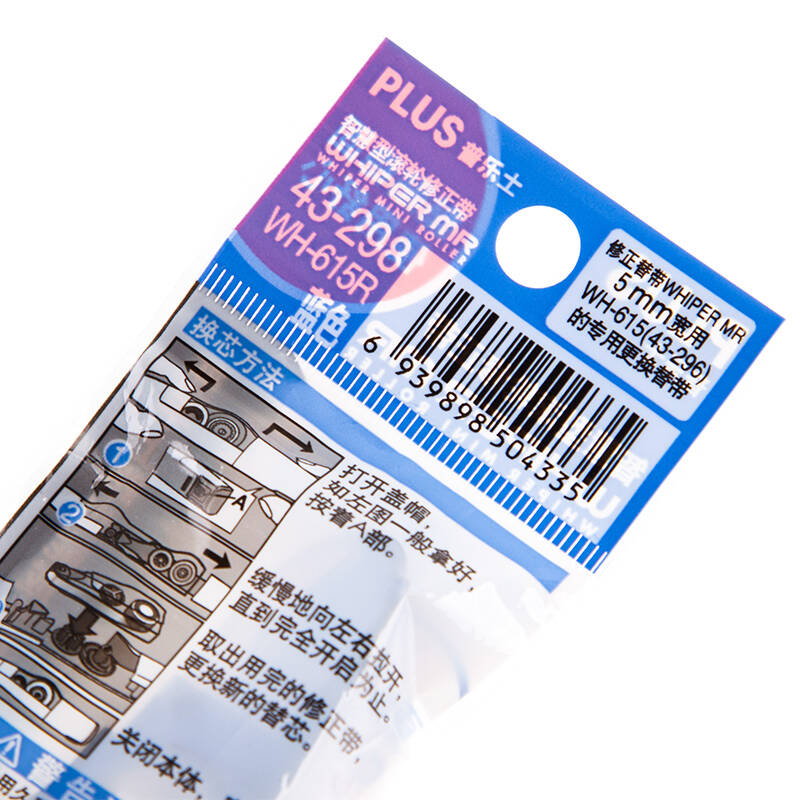 PLUS 普乐士
智慧型滚轮修正带
WHIPER MR
WHIPER MINI ROLLER
43-298
WH-615R
蓝色
修正替带WHIPER MR
5mm宽用
WH-615(43-296)
的专用更换替带
6 939898 504335
换芯方法
1
A
打开盖帽，
如左图一般拿好，
按着A部。
2
缓慢地向左右拉开，
直到完全开启为止。
取出用完的修正带，
更换新的替芯。
关闭本体，
警告
用久